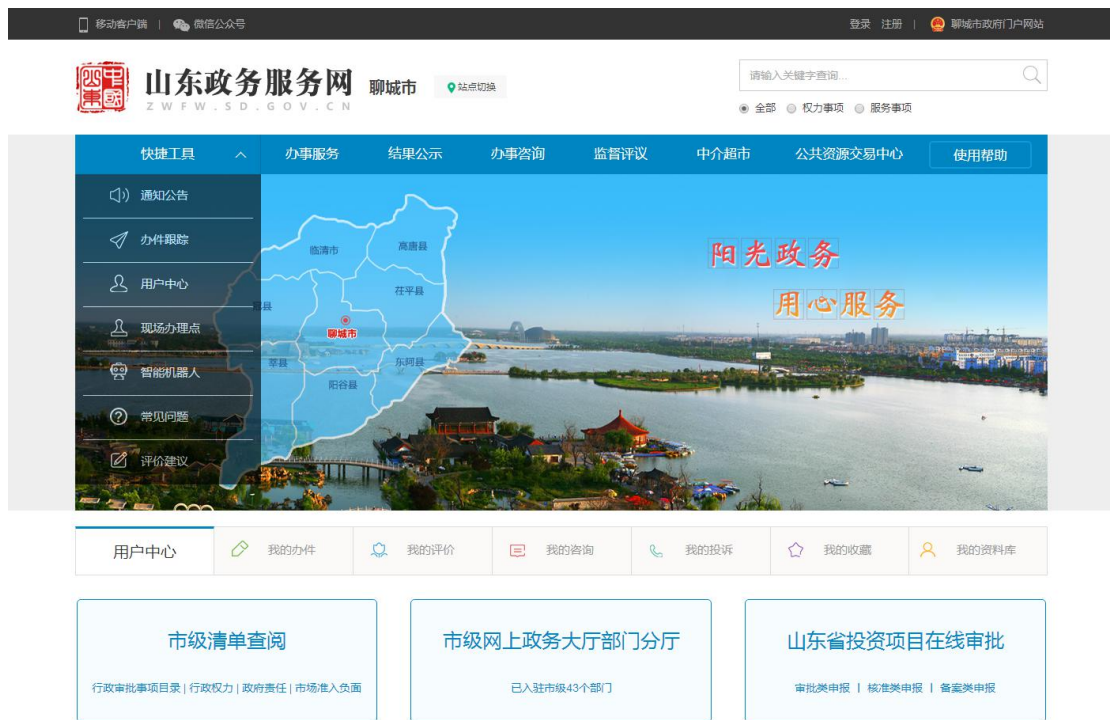 移动客户端 | 微信公众号
登录 注册 | 聊城市政府门户网站
山东政务服务网 聊城市 站点切换
ZWFW.SD.GOV.CN
请输入关键字查询...
全部 权力事项 服务事项
快捷工具 办事服务 结果公示 办事咨询 监督评议 中介超市 公共资源交易中心 使用帮助
通知公告
办件跟踪
用户中心
现场办理点
智能机器人
常见问题
评价建议
临清市
高唐县
茌平县
冠县
聊城市
莘县
东阿县
阳谷县
阳光政务
用心服务
用户中心 我的办件 我的评价 我的咨询 我的投诉 我的收藏 我的资料库
市级清单查阅
行政审批事项目录 | 行政权力 | 政府责任 | 市场准入负面
市级网上政务大厅部门分厅
已入驻市级43个部门
山东省投资项目在线审批
审批类申报 | 核准类申报 | 备案类申报